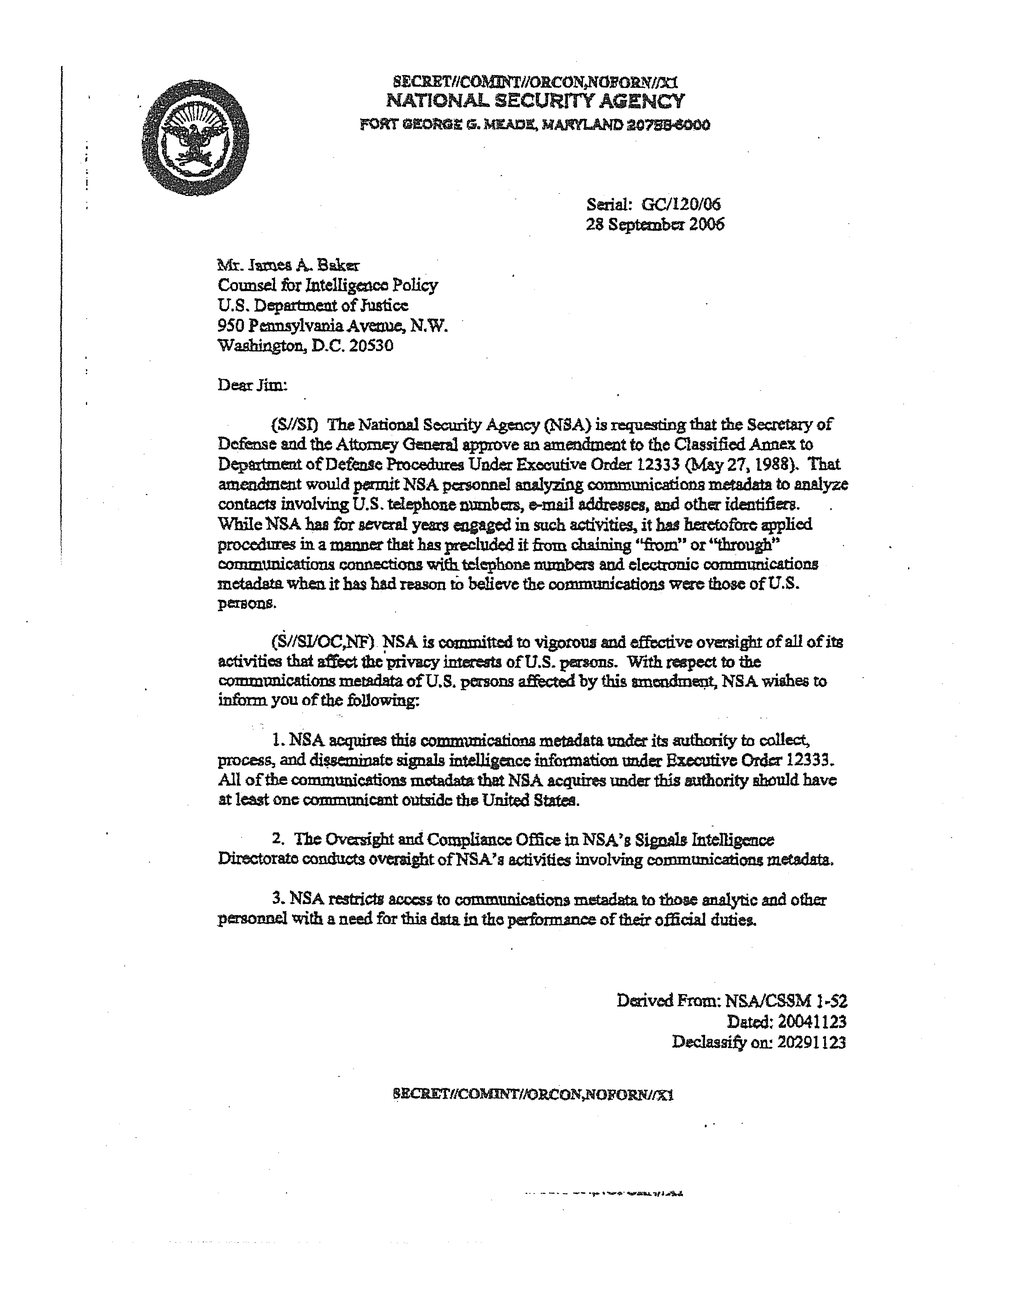 SECRET//COMINT//ORCON,NOFORN//X1
NATIONAL SECURITY AGENCY
FORT GEORGE G. MEADE, MARYLAND 20755-6000
Serial: GC/120/06
28 September 2006
Mr. James A. Baker
Counsel for Intelligence Policy
U.S. Department of Justice
950 Pennsylvania Avenue, N.W.
Washington, D.C. 20530
Dear Jim:
(S//SI) The National Security Agency (NSA) is requesting that the Secretary of
Defense and the Attorney General approve an amendment to the Classified Annex to
Department of Defense Procedures Under Executive Order 12333 (May 27, 1988). That
amendment would permit NSA personnel analyzing communications metadata to analyze
contacts involving U.S. telephone numbers, e-mail addresses, and other identifiers.
While NSA has for several years engaged in such activities, it has heretofore applied
procedures in a manner that has precluded it from chaining "from" or "through"
communications connections with telephone numbers and electronic communications
metadata when it has had reason to believe the communications were those of U.S.
persons.
(S//SI/OC,NF) NSA is committed to vigorous and effective oversight of all of its
activities that affect the privacy interests of U.S. persons. With respect to the
communications metadata of U.S. persons affected by this amendment, NSA wishes to
inform you of the following:
1. NSA acquires this communications metadata under its authority to collect,
process, and disseminate signals intelligence information under Executive Order 12333.
All of the communications metadata that NSA acquires under this authority should have
at least one communicant outside the United States.
2. The Oversight and Compliance Office in NSA's Signals Intelligence
Directorate conducts oversight of NSA's activities involving communications metadata.
3. NSA restricts access to communications metadata to those analytic and other
personnel with a need for this data in the performance of their official duties.
Derived From: NSA/CSSM 1-52
Dated: 20041123
Declassify on: 20291123
SECRET//COMINT//ORCON,NOFORN//X1